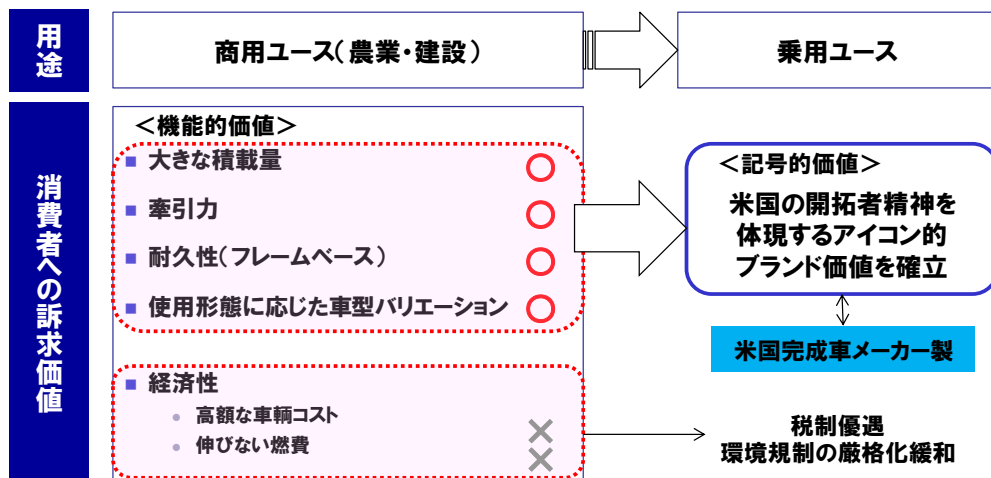 用途
商用ユース(農業・建設)
乗用ユース
消費者への訴求価値
＜機能的価値＞
■ 大きな積載量 ○
■ 牽引力 ○
■ 耐久性(フレームベース) ○
■ 使用形態に応じた車型バリエーション ○
＜記号的価値＞
米国の開拓者精神を
体現するアイコン的
ブランド価値を確立
米国完成車メーカー製
■ 経済性
• 高額な車輌コスト ×
• 伸びない燃費 ×
税制優遇
環境規制の厳格化緩和